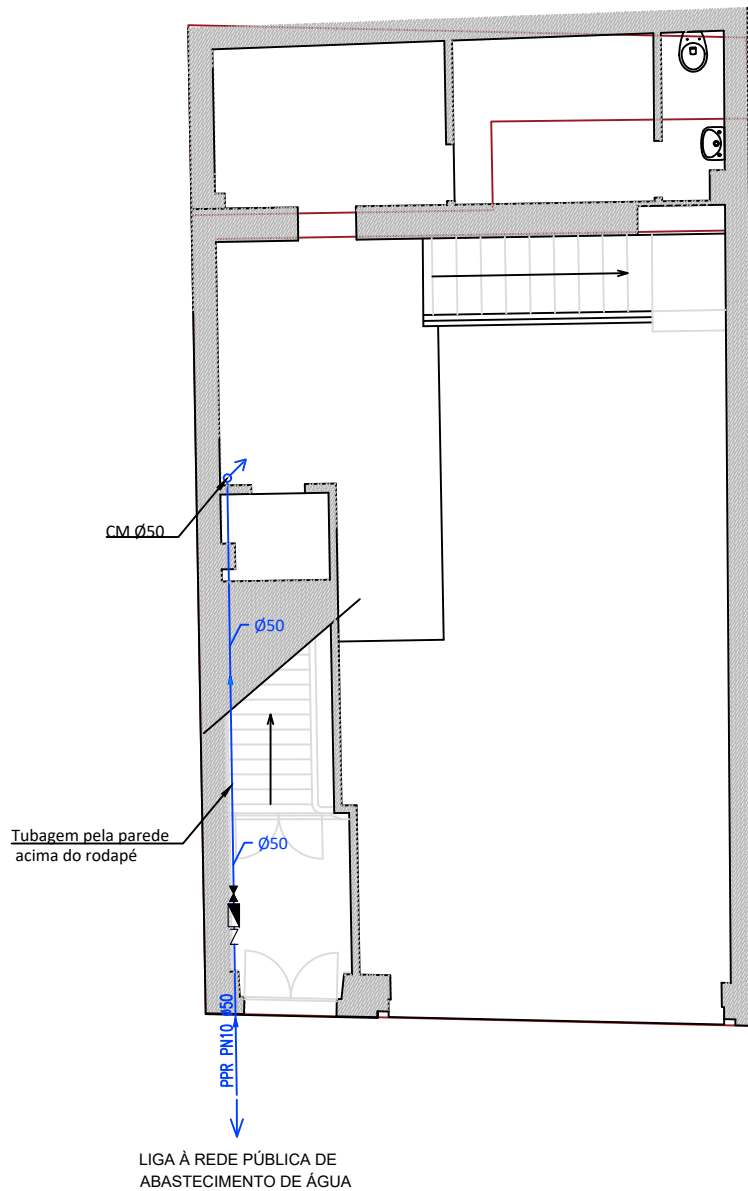 CM Ø50
Ø50
Tubagem pela parede
acima do rodapé
Ø50
PPR PN10 Ø50
LIGA À REDE PÚBLICA DE
ABASTECIMENTO DE ÁGUA